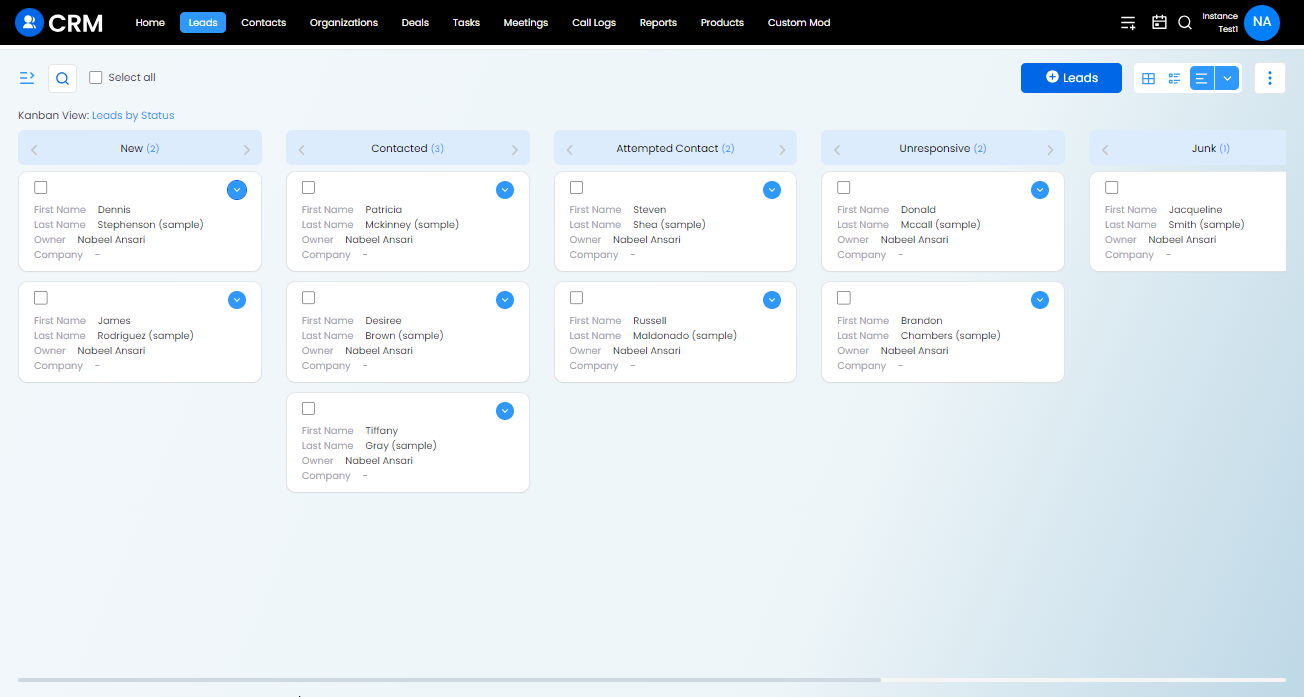 CRM
Home Leads Contacts Organizations Deals Tasks Meetings Call Logs Reports Products Custom Mod
Instance
Test1
NA
Select all
Leads
Kanban View: Leads by Status
New (2)
First Name Dennis
Last Name Stephenson (sample)
Owner Nabeel Ansari
Company -
First Name James
Last Name Rodriguez (sample)
Owner Nabeel Ansari
Company -
Contacted (3)
First Name Patricia
Last Name Mckinney (sample)
Owner Nabeel Ansari
Company -
First Name Desiree
Last Name Brown (sample)
Owner Nabeel Ansari
Company -
First Name Tiffany
Last Name Gray (sample)
Owner Nabeel Ansari
Company -
Attempted Contact (2)
First Name Steven
Last Name Shea (sample)
Owner Nabeel Ansari
Company -
First Name Russell
Last Name Maldonado (sample)
Owner Nabeel Ansari
Company -
Unresponsive (2)
First Name Donald
Last Name Mccall (sample)
Owner Nabeel Ansari
Company -
First Name Brandon
Last Name Chambers (sample)
Owner Nabeel Ansari
Company -
Junk (1)
First Name Jacqueline
Last Name Smith (sample)
Owner Nabeel Ansari
Company -